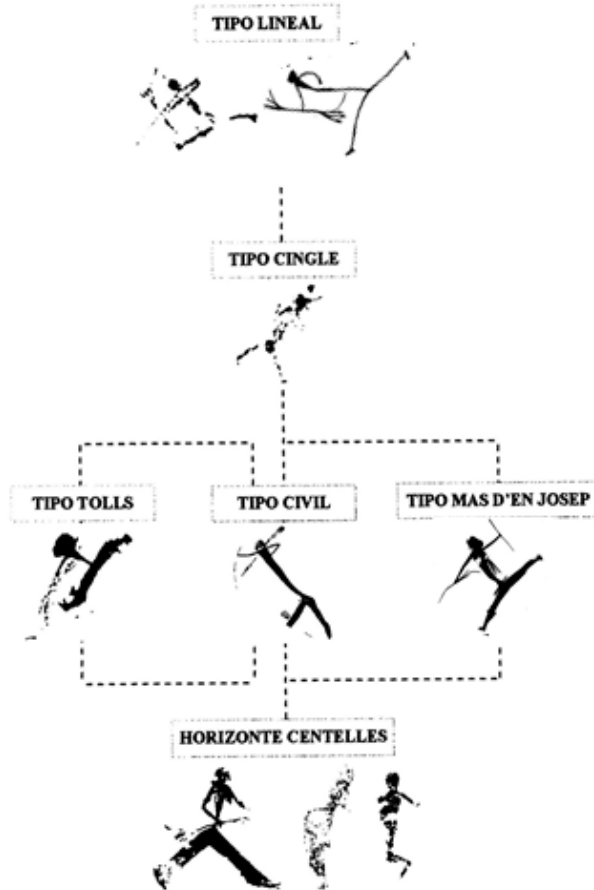 TIPO LINEAL
TIPO CINGLE
TIPO TOLLS
TIPO CIVIL
TIPO MAS D'EN JOSEP
HORIZONTE CENTELLES